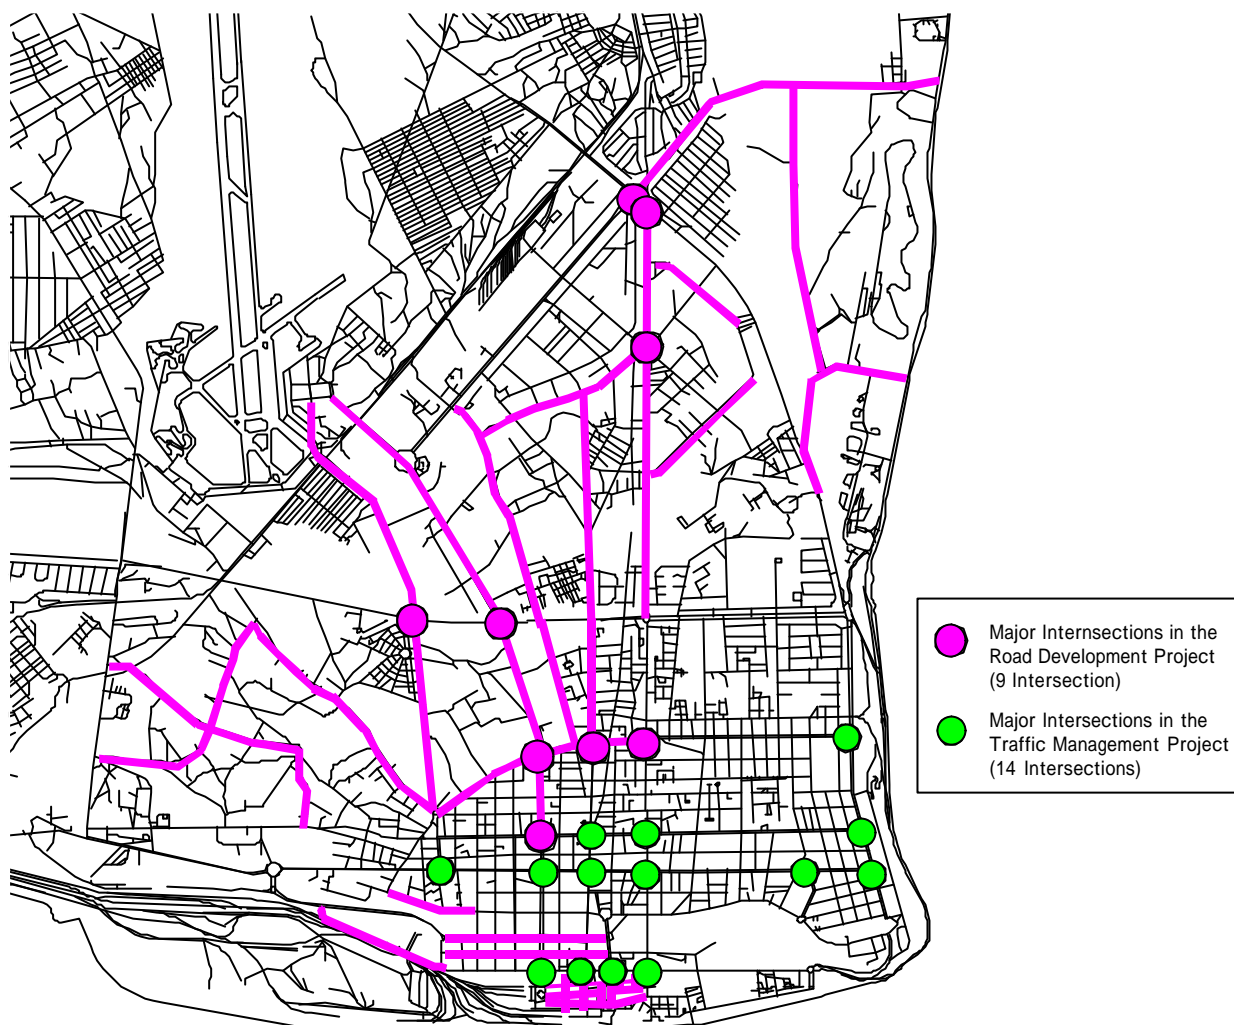 Major Internsections in the
Road Development Project
(9 Intersection)
Major Intersections in the
Traffic Management Project
(14 Intersections)